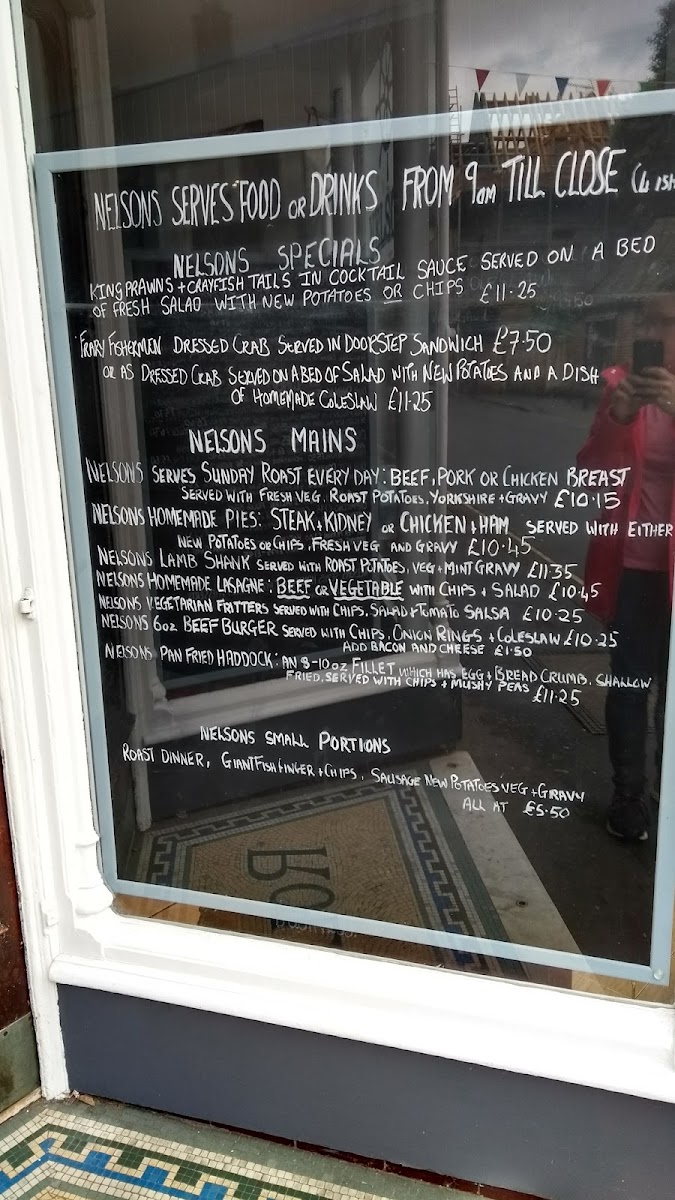 NELSONS SERVES FOOD OR DRINKS FROM 9am TILL CLOSE
NELSONS SPECIALS
KING PRAWNS + CRAYFISH TAILS IN COCKTAIL SAUCE SERVED ON A BED
OF FRESH SALAD WITH NEW POTATOES OR CHIPS £11.25
DRESSED CRAB SERVED IN DOORSTEP SANDWICH £7.50
OR AS DRESSED CRAB SERVED ON A BED OF SALAD WITH NEW POTATOES AND A DISH
OF HOMEMADE COLESLAW £11.25
NELSONS MAINS
NELSONS SERVES SUNDAY ROAST EVERY DAY: BEEF, PORK OR CHICKEN BREAST
SERVED WITH FRESH VEG, ROAST POTATOES, YORKSHIRE + GRAVY £10.15
NELSONS HOMEMADE PIES: STEAK + KIDNEY OR CHICKEN + HAM SERVED WITH EITHER
NEW POTATOES OR CHIPS, FRESH VEG AND GRAVY £10.45
NELSONS LAMB SHANK SERVED WITH ROAST POTATOES, VEG + MINT GRAVY £11.35
NELSONS HOMEMADE LASAGNE: BEEF OR VEGETABLE WITH CHIPS + SALAD £10.45
NELSONS VEGETARIAN FRITTERS SERVED WITH CHIPS, SALAD + TOMATO SALSA £10.25
NELSONS 6oz BEEF BURGER SERVED WITH CHIPS, ONION RINGS + COLESLAW £10.25
ADD BACON AND CHEESE £1.50
NELSONS PAN FRIED HADDOCK: AN 8-10oz FILLET WHICH HAS EGG + BREAD CRUMB, SHALLOW
FRIED, SERVED WITH CHIPS + MUSHY PEAS £11.25
NELSONS SMALL PORTIONS
ROAST DINNER, GIANT FISH FINGER + CHIPS, SAUSAGE NEW POTATOES VEG + GRAVY
ALL AT £5.50